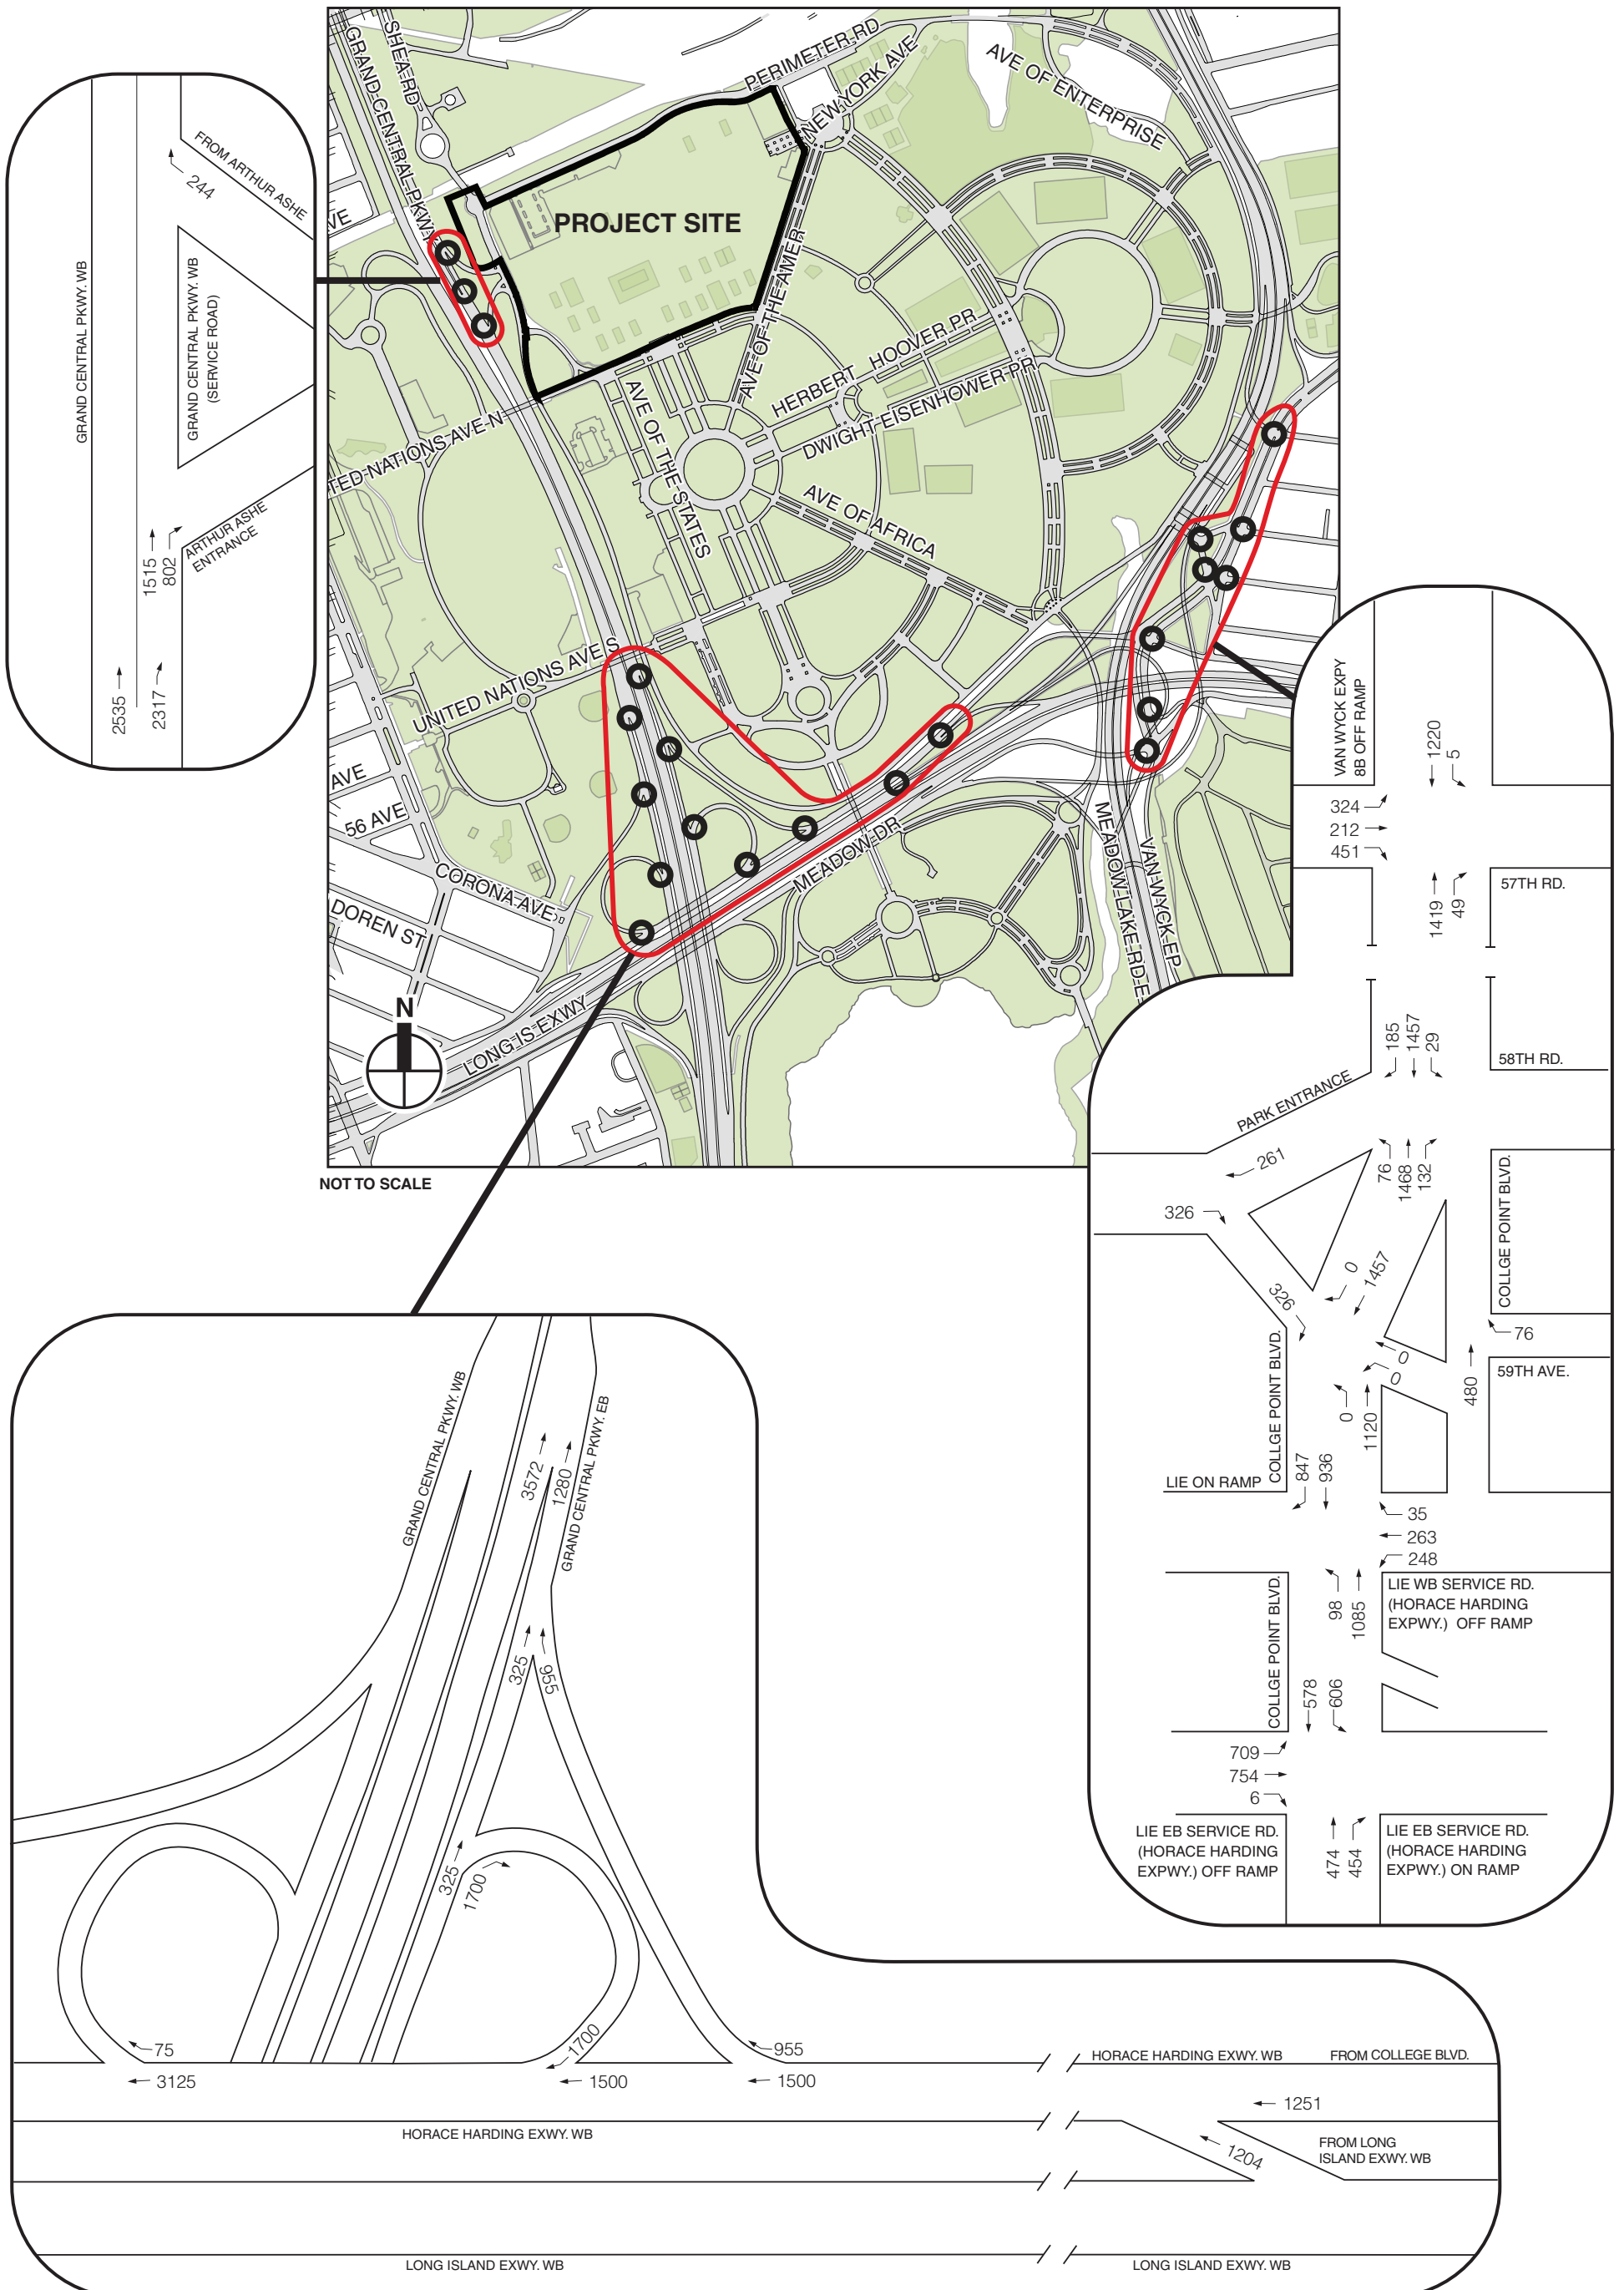 GRAND CENTRAL PKWY
SHEA RD
PERIMETER RD
NEW YORK AVE
AVE OF ENTERPRISE
PROJECT SITE
VE
AVE OF THE AMER
HERBERT HOOVER PR
DWIGHT EISENHOWER PR
TED NATIONS AVE N
AVE OF THE STATES
AVE OF AFRICA
UNITED NATIONS AVE S
AVE
56 AVE
CORONA AVE
DOREN ST
MEADOW DR
MEADOW LAKE RD E
VAN WYCK EP
LONG IS EXWY
N
NOT TO SCALE
FROM ARTHUR ASHE
244
GRAND CENTRAL PKWY. WB
GRAND CENTRAL PKWY. WB
(SERVICE ROAD)
ARTHUR ASHE
ENTRANCE
1515
802
2535
2317
VAN WYCK EXPY
8B OFF RAMP
1220
5
324
212
451
57TH RD.
1419
49
185
1457
29
58TH RD.
PARK ENTRANCE
261
76
1468
132
COLLGE POINT BLVD.
326
326
0
1457
76
0
0
59TH AVE.
480
0
1120
COLLGE POINT BLVD.
LIE ON RAMP
847
936
35
263
248
COLLGE POINT BLVD.
98
1085
LIE WB SERVICE RD.
(HORACE HARDING
EXPWY.) OFF RAMP
578
606
709
754
6
LIE EB SERVICE RD.
(HORACE HARDING
EXPWY.) OFF RAMP
474
454
LIE EB SERVICE RD.
(HORACE HARDING
EXPWY.) ON RAMP
GRAND CENTRAL PKWY. WB
3572
1280
GRAND CENTRAL PKWY. EB
325
955
325
1700
75
3125
1700
1500
955
1500
HORACE HARDING EXWY. WB
FROM COLLEGE BLVD.
1251
HORACE HARDING EXWY. WB
1204
FROM LONG
ISLAND EXWY. WB
LONG ISLAND EXWY. WB
LONG ISLAND EXWY. WB